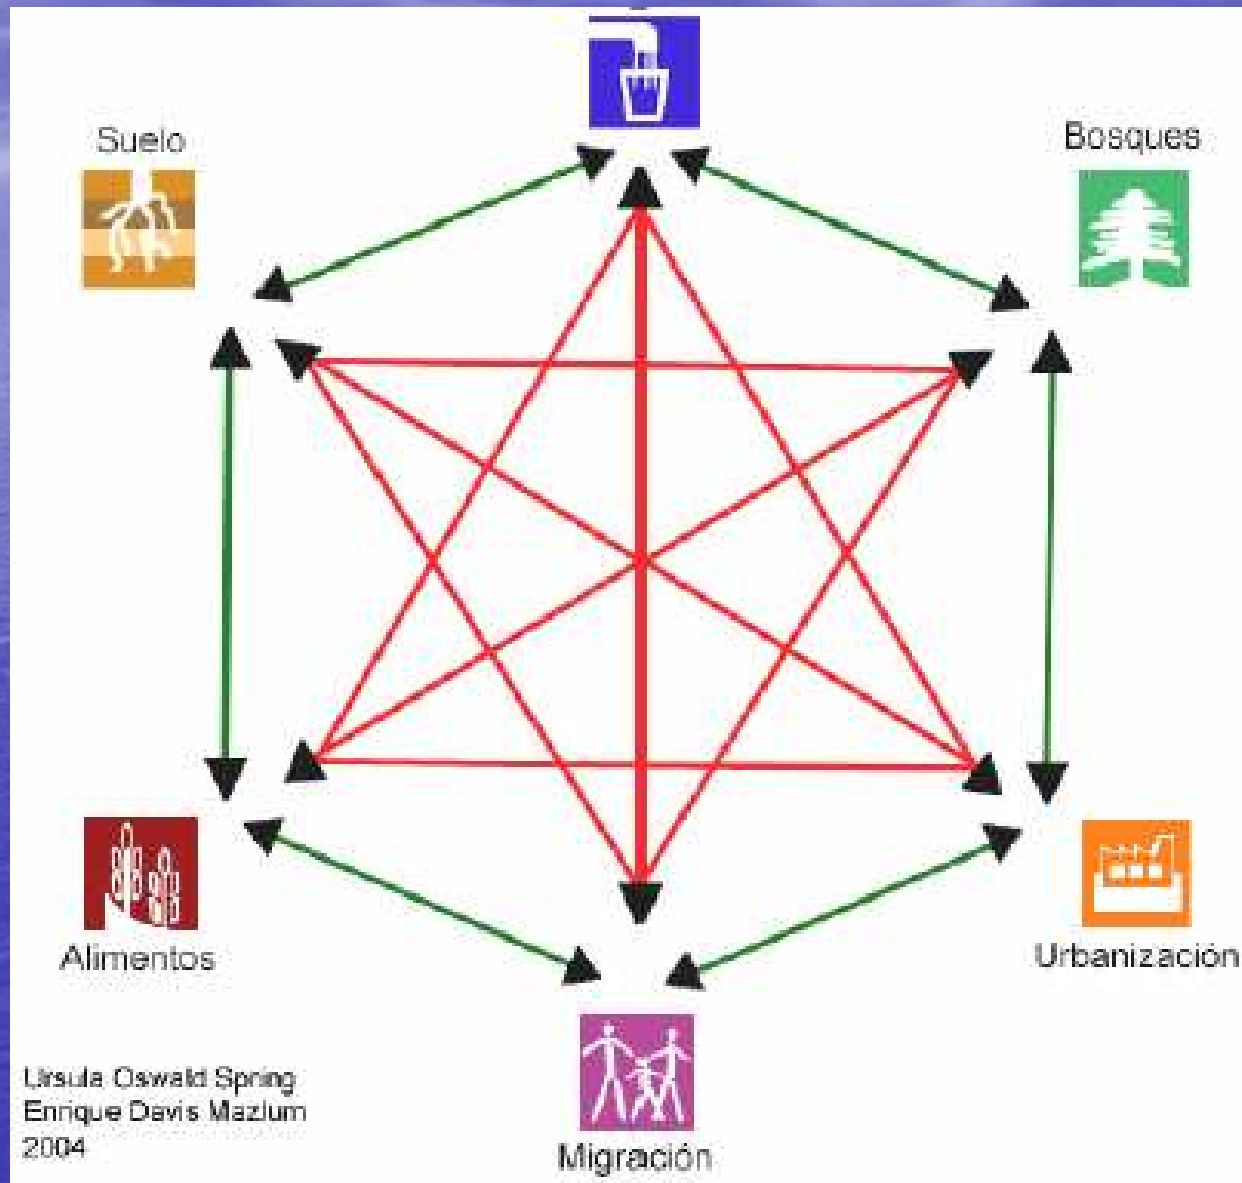 Suelo
Bosques
Alimentos
Urbanización
Migración
Ursula Oswald Spring
Enrique Davis Mazlum
2004